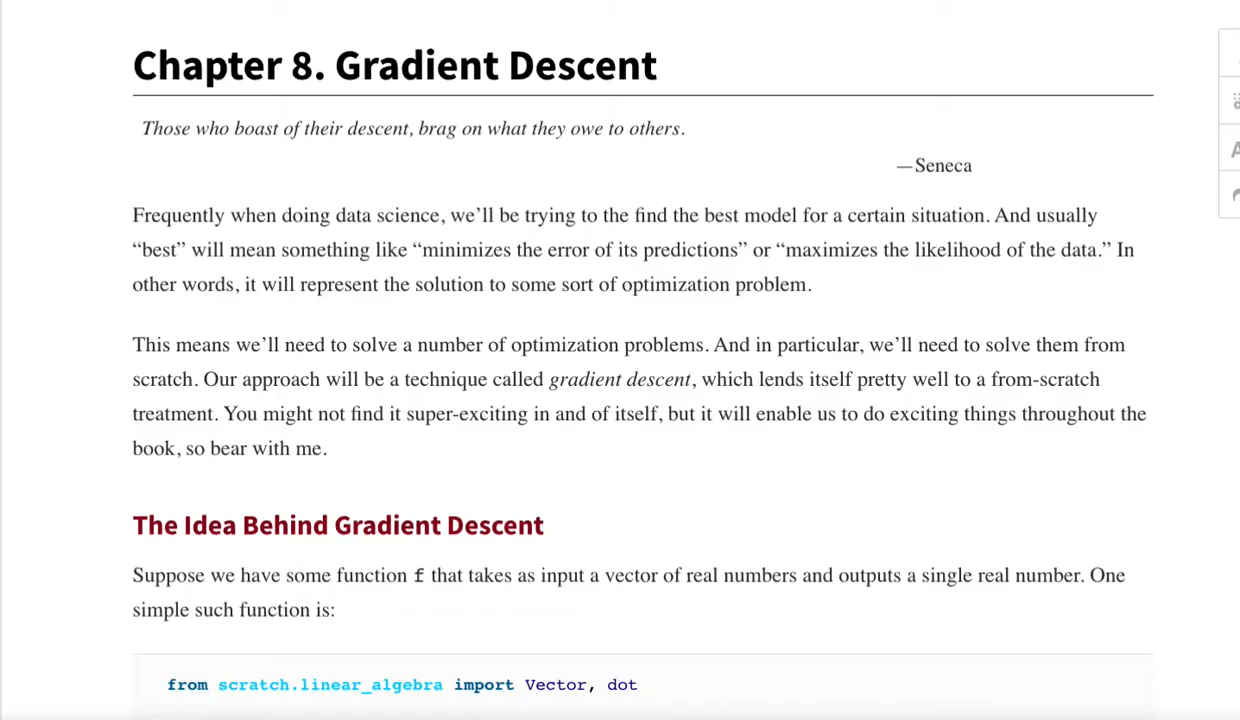 Chapter 8. Gradient Descent
Those who boast of their descent, brag on what they owe to others.
—Seneca
Frequently when doing data science, we’ll be trying to the find the best model for a certain situation. And usually
“best” will mean something like “minimizes the error of its predictions” or “maximizes the likelihood of the data.” In
other words, it will represent the solution to some sort of optimization problem.
This means we’ll need to solve a number of optimization problems. And in particular, we’ll need to solve them from
scratch. Our approach will be a technique called gradient descent, which lends itself pretty well to a from-scratch
treatment. You might not find it super-exciting in and of itself, but it will enable us to do exciting things throughout the
book, so bear with me.
The Idea Behind Gradient Descent
Suppose we have some function f that takes as input a vector of real numbers and outputs a single real number. One
simple such function is:
from scratch.linear_algebra import Vector, dot